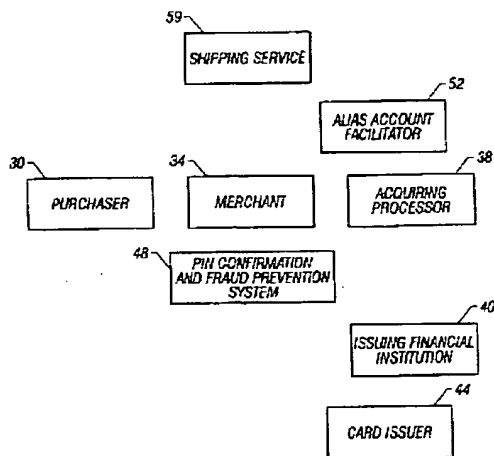 59
SHIPPING SERVICE
52
ALIAS ACCOUNT
FACILITATOR
30
PURCHASER
34
MERCHANT
38
ACQUIRING
PROCESSOR
48
PIN CONFIRMATION
AND FRAUD PREVENTION
SYSTEM
40
ISSUING FINANCIAL
INSTITUTION
44
CARD ISSUER